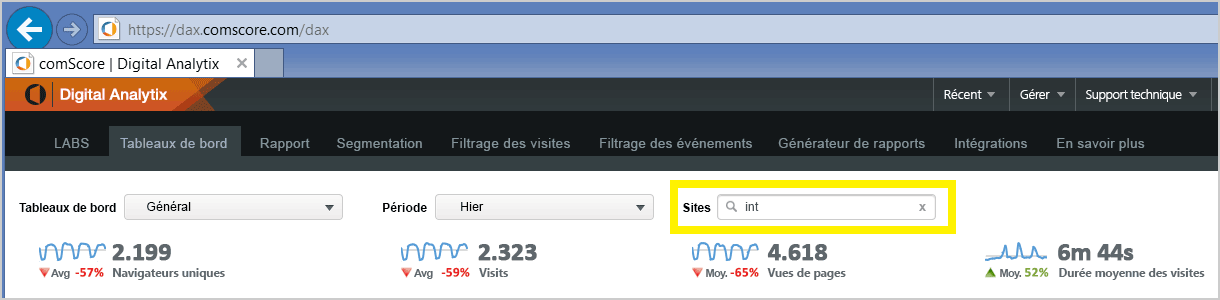 https://dax.comscore.com/dax
comScore | Digital Analytix
Digital Analytix Récent Gérer Support technique
LABS Tableaux de bord Rapport Segmentation Filtrage des visites Filtrage des événements Générateur de rapports Intégrations En savoir plus
Tableaux de bord Général Période Hier Sites int x
2.199 2.323 4.618 6m 44s
Avg -57% Navigateurs uniques Avg -59% Visits Moy. -65% Vues de pages Moy. 52% Durée moyenne des visites